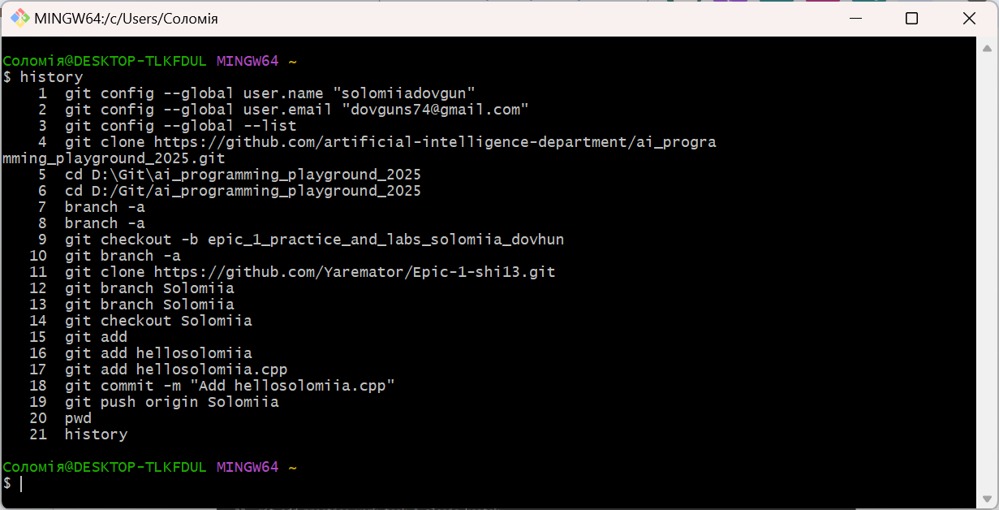 MINGW64:/c/Users/Соломія
Соломія@DESKTOP-TLKFDUL MINGW64 ~
$ history
1 git config --global user.name "solomiiadovgun"
2 git config --global user.email "dovguns74@gmail.com"
3 git config --global --list
4 git clone https://github.com/artificial-intelligence-department/ai_progra
mming_playground_2025.git
5 cd D:\Git\ai_programming_playground_2025
6 cd D:/Git/ai_programming_playground_2025
7 branch -a
8 branch -a
9 git checkout -b epic_1_practice_and_labs_solomiia_dovhun
10 git branch -a
11 git clone https://github.com/Yaremator/Epic-1-shi13.git
12 git branch Solomiia
13 git branch Solomiia
14 git checkout Solomiia
15 git add
16 git add hellosolomiia
17 git add hellosolomiia.cpp
18 git commit -m "Add hellosolomiia.cpp"
19 git push origin Solomiia
20 pwd
21 history
Соломія@DESKTOP-TLKFDUL MINGW64 ~
$